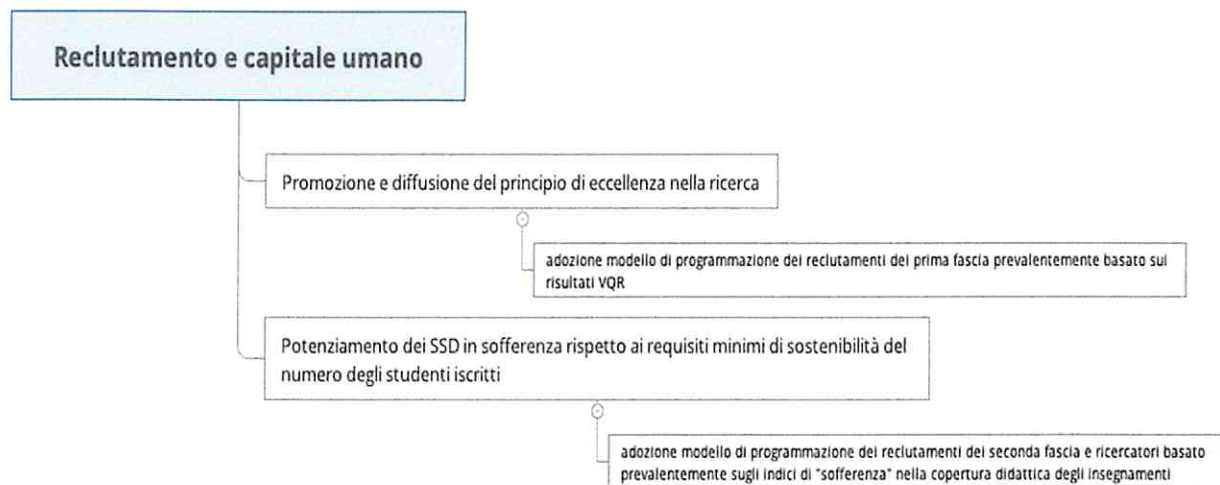 Reclutamento e capitale umano
Promozione e diffusione del principio di eccellenza nella ricerca
adozione modello di programmazione dei reclutamenti dei prima fascia prevalentemente basato sui
risultati VQR
Potenziamento dei SSD in sofferenza rispetto ai requisiti minimi di sostenibilità del
numero degli studenti iscritti
adozione modello di programmazione dei reclutamenti dei seconda fascia e ricercatori basato
prevalentemente sugli indici di "sofferenza" nella copertura didattica degli insegnamenti